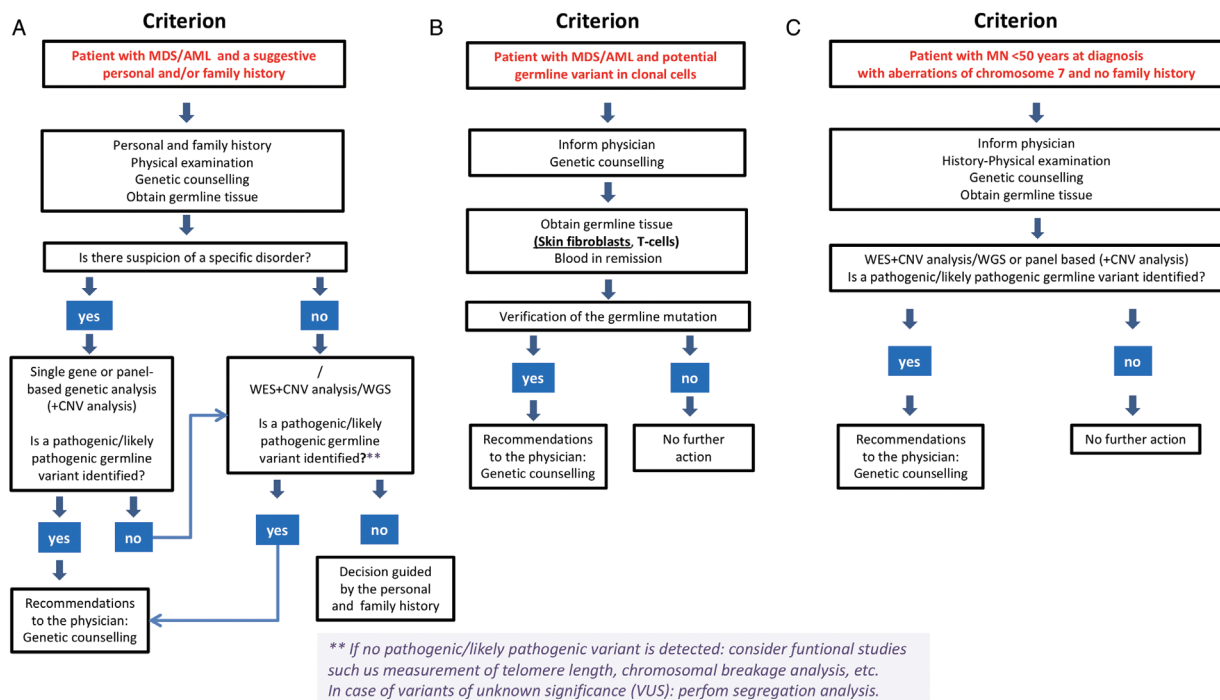 A
Criterion
Patient with MDS/AML and a suggestive
personal and/or family history
Personal and family history
Physical examination
Genetic counselling
Obtain germline tissue
Is there suspicion of a specific disorder?
yes
no
Single gene or panel-
based genetic analysis
(+CNV analysis)
Is a pathogenic/likely
pathogenic germline
variant identified?
/
WES+CNV analysis/WGS
Is a pathogenic/likely
pathogenic germline
variant identified?**
yes
no
yes
no
Recommendations
to the physician:
Genetic counselling
Decision guided
by the personal
and family history
B
Criterion
Patient with MDS/AML and potential
germline variant in clonal cells
Inform physician
Genetic counselling
Obtain germline tissue
(Skin fibroblasts, T-cells)
Blood in remission
Verification of the germline mutation
yes
no
Recommendations
to the physician:
Genetic counselling
No further
action
C
Criterion
Patient with MN <50 years at diagnosis
with aberrations of chromosome 7 and no family history
Inform physician
History-Physical examination
Genetic counselling
Obtain germline tissue
WES+CNV analysis/WGS or panel based (+CNV analysis)
Is a pathogenic/likely pathogenic germline variant identified?
yes
no
Recommendations
to the physician:
Genetic counselling
No further action
** If no pathogenic/likely pathogenic variant is detected: consider funtional studies
such us measurement of telomere length, chromosomal breakage analysis, etc.
In case of variants of unknown significance (VUS): perfom segregation analysis.